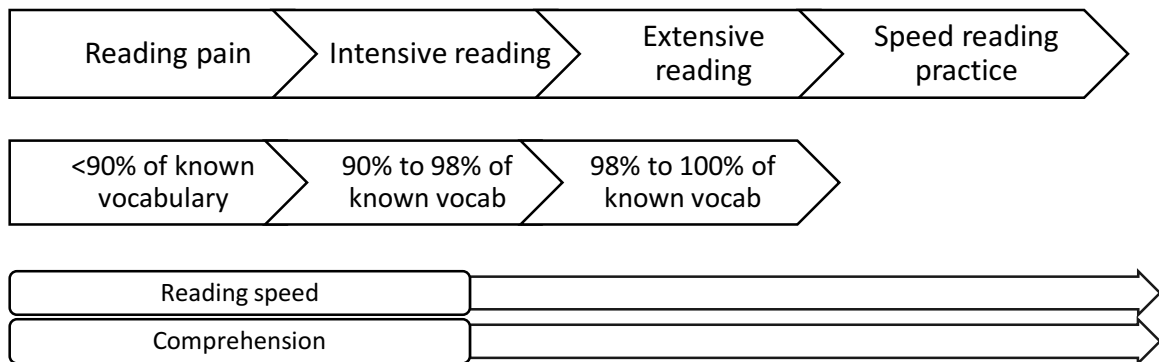 Reading pain
Intensive reading
Extensive
reading
Speed reading
practice
<90% of known
vocabulary
90% to 98% of
known vocab
98% to 100% of
known vocab
Reading speed
Comprehension